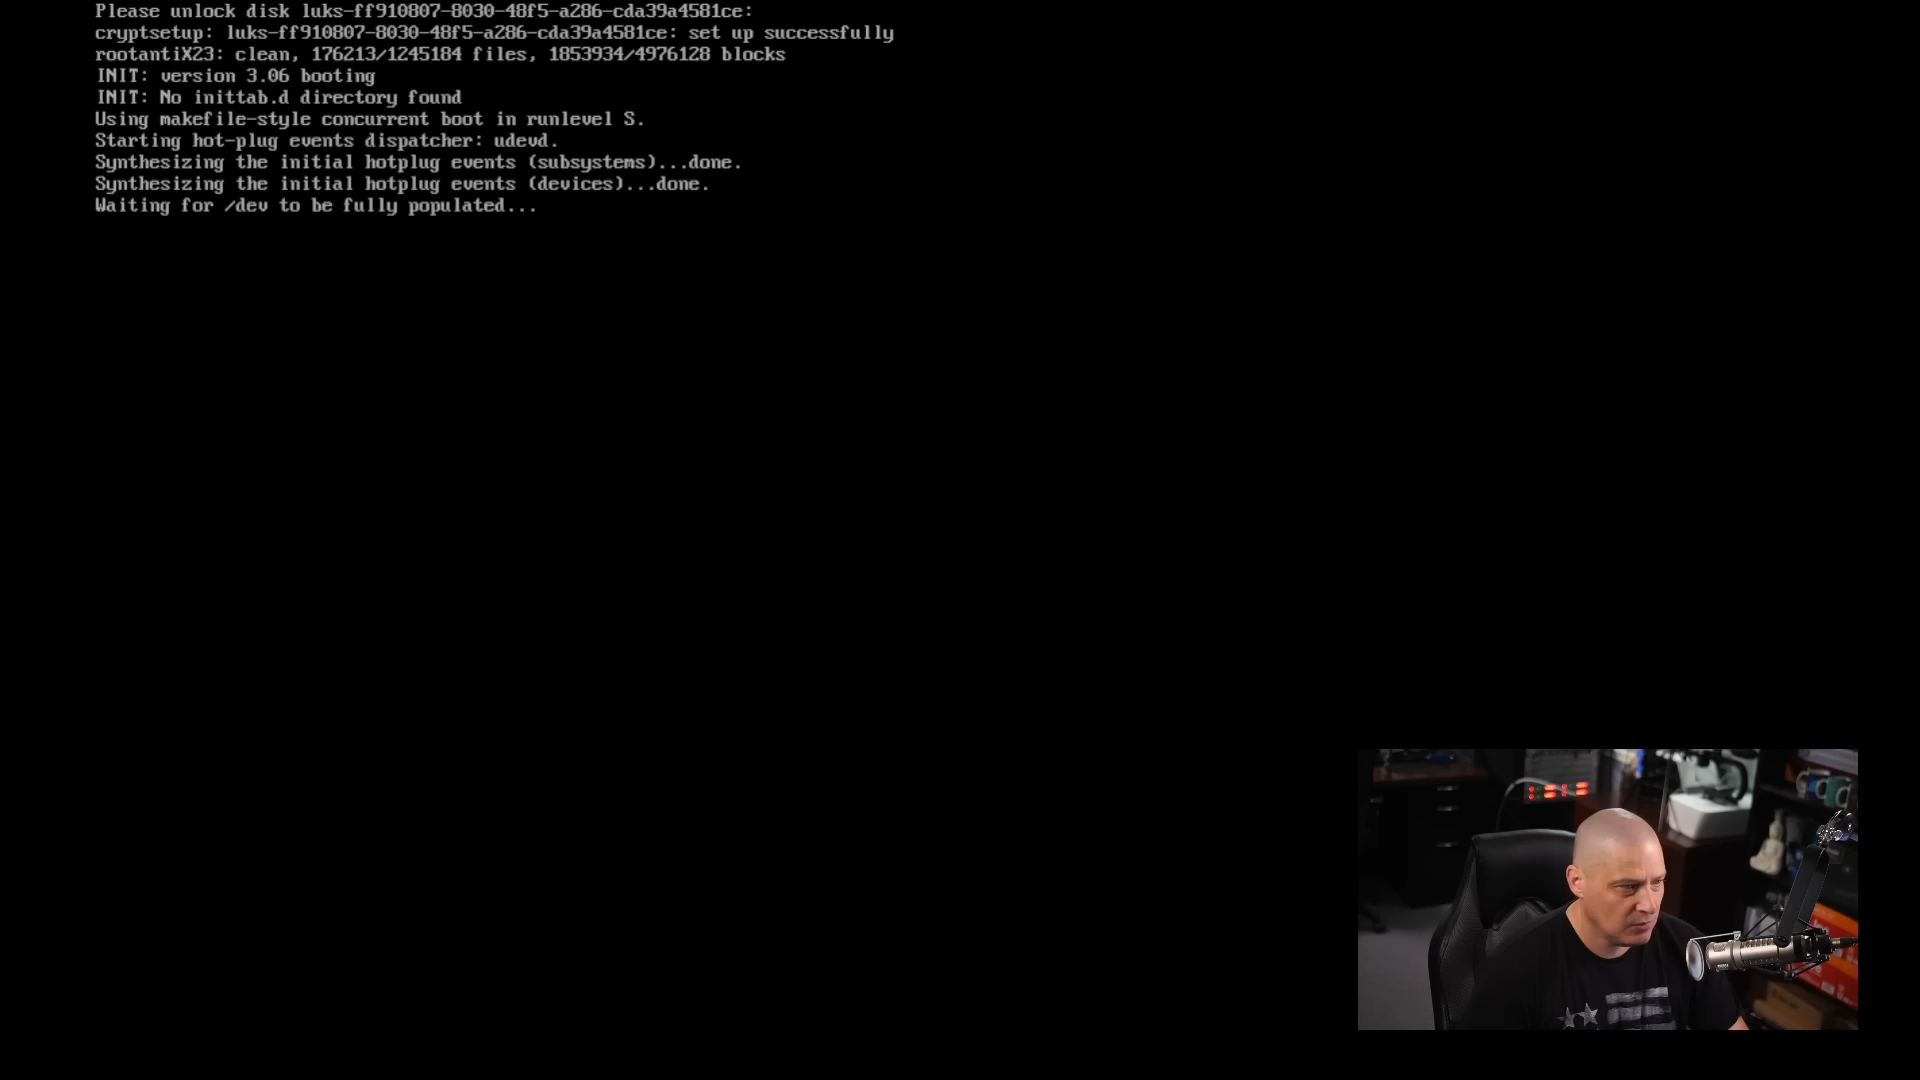 Please unlock disk luks-ff910807-8030-48f5-a286-cda39a4581ce:
cryptsetup: luks-ff910807-8030-48f5-a286-cda39a4581ce: set up successfully
rootantiX23: clean, 176213/1245184 files, 1853934/4976128 blocks
INIT: version 3.06 booting
INIT: No inittab.d directory found
Using makefile-style concurrent boot in runlevel S.
Starting hot-plug events dispatcher: udevd.
Synthesizing the initial hotplug events (subsystems)...done.
Synthesizing the initial hotplug events (devices)...done.
Waiting for /dev to be fully populated...